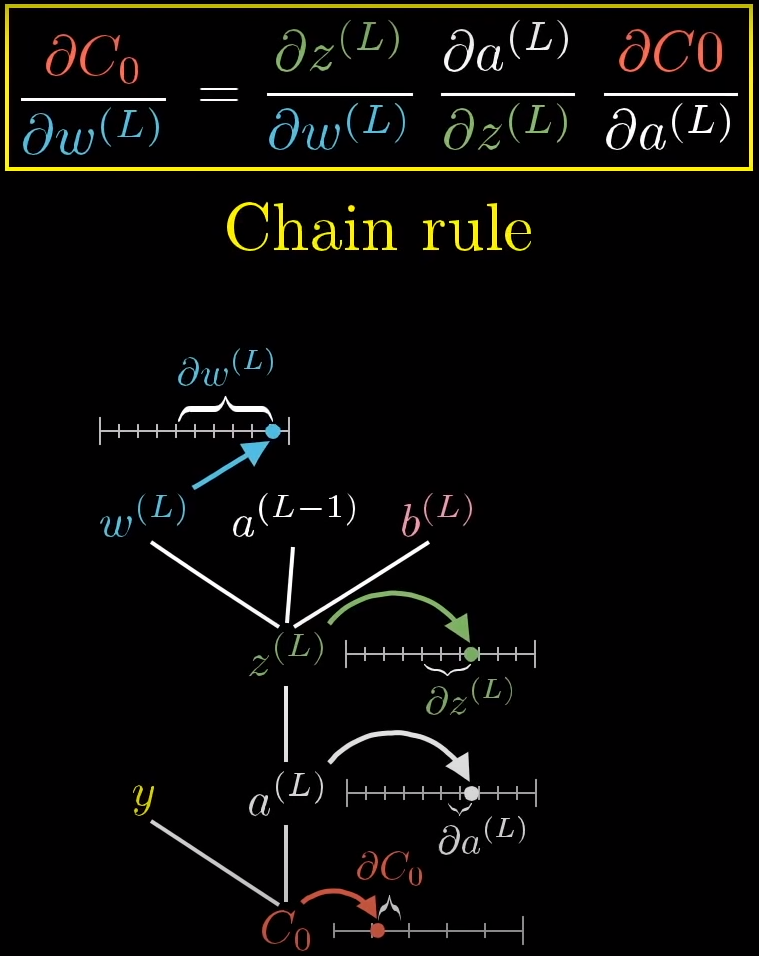 ∂C₀/∂w⁽ᴸ⁾ = ∂z⁽ᴸ⁾/∂w⁽ᴸ⁾ ∂a⁽ᴸ⁾/∂z⁽ᴸ⁾ ∂C0/∂a⁽ᴸ⁾
Chain rule
∂w⁽ᴸ⁾
w⁽ᴸ⁾ a⁽ᴸ⁻¹⁾ b⁽ᴸ⁾
z⁽ᴸ⁾
∂z⁽ᴸ⁾
y a⁽ᴸ⁾
∂a⁽ᴸ⁾
∂C₀
C₀